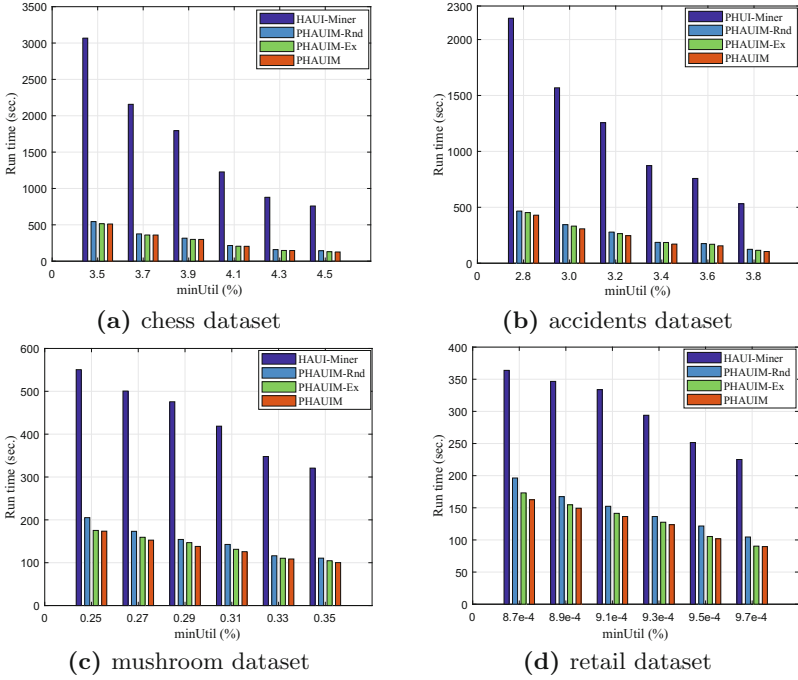 3500
3000
2500
2000
1500
1000
500
0
Run time (sec.)
HAUI-Miner
PHAUIM-Rnd
PHAUIM-Ex
PHAUIM
0 3.5 3.7 3.9 4.1 4.3 4.5
minUtil (%)
(a) chess dataset
2300
1500
2300
1500
500
0
Run time (sec.)
PHUI-Miner
PHAUIM-Rnd
PHAUIM-Ex
PHAUIM
0 2.8 3.0 3.2 3.4 3.6 3.8
minUtil (%)
(b) accidents dataset
600
500
400
300
200
100
0
Run time (sec.)
HAUI-Miner
PHAUIM-Rnd
PHAUIM-Ex
PHAUIM
0 0.25 0.27 0.29 0.31 0.33 0.35
minUtil (%)
(c) mushroom dataset
400
350
300
250
200
150
100
50
0
Run time (sec.)
HAUI-Miner
PHAUIM-Rnd
PHAUIM-Ex
PHAUIM
0 8.7e-4 8.9e-4 9.1e-4 9.3e-4 9.5e-4 9.7e-4
minUtil (%)
(d) retail dataset